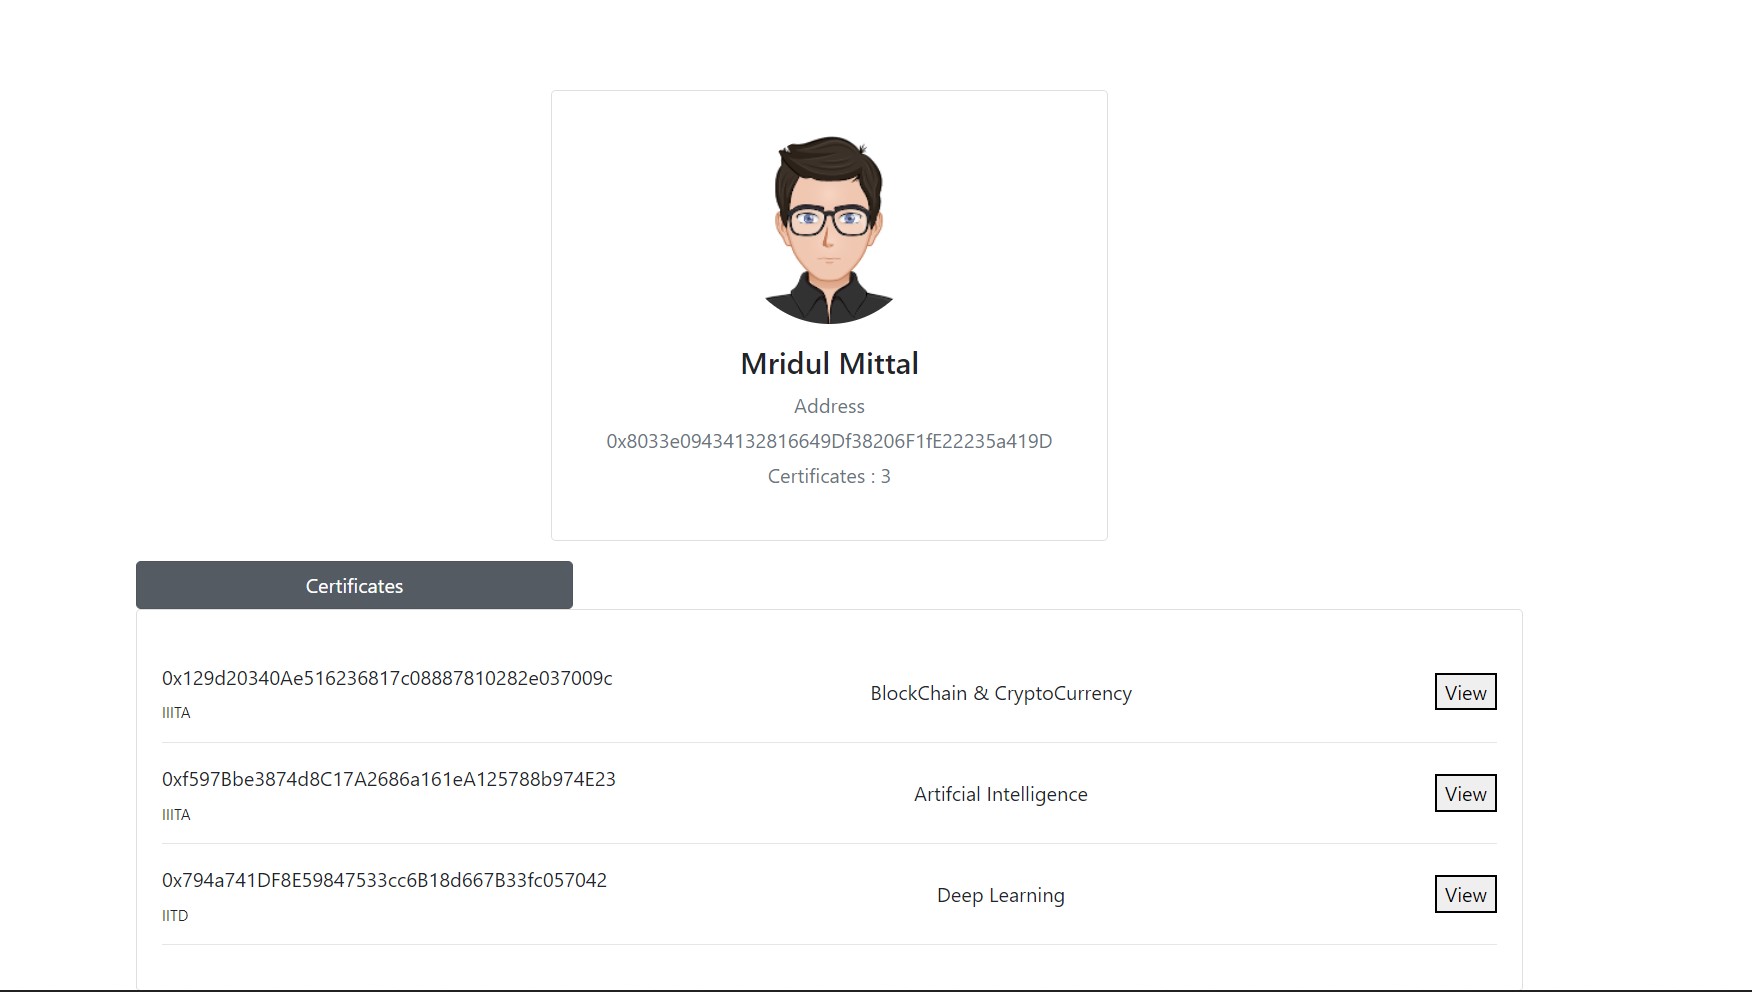 Mridul Mittal
Address
0x8033e09434132816649Df38206F1fE22235a419D
Certificates : 3
Certificates
0x129d20340Ae516236817c08887810282e037009c
BlockChain & CryptoCurrency
View
IIITA
0xf597Bbe3874d8C17A2686a161eA125788b974E23
Artifcial Intelligence
View
IIITA
0x794a741DF8E59847533cc6B18d667B33fc057042
Deep Learning
View
IITD